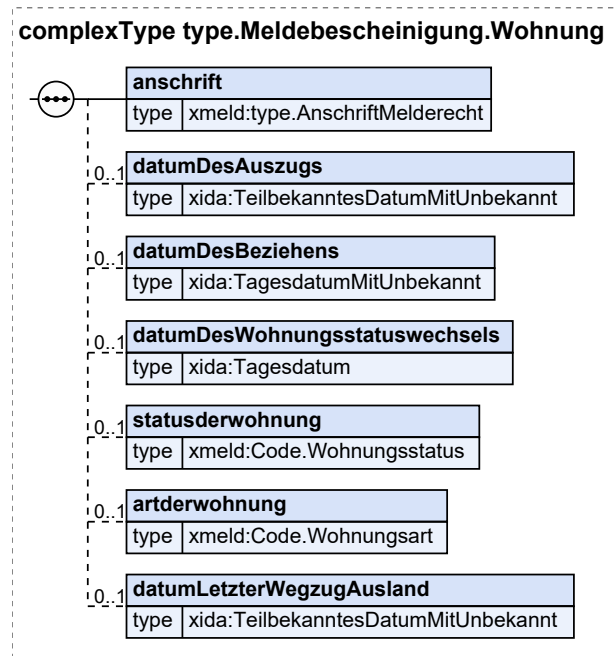 complexType type.Meldebescheinigung.Wohnung
anschrift
type xmeld:type.AnschriftMelderecht
0..1
datumDesAuszugs
type xida:TeilbekanntesDatumMitUnbekannt
0..1
datumDesBeziehens
type xida:TagesdatumMitUnbekannt
0..1
datumDesWohnungsstatuswechsels
type xida:Tagesdatum
0..1
statusderwohnung
type xmeld:Code.Wohnungsstatus
0..1
artderwohnung
type xmeld:Code.Wohnungsart
0..1
datumLetzterWegzugAusland
type xida:TeilbekanntesDatumMitUnbekannt
0..1